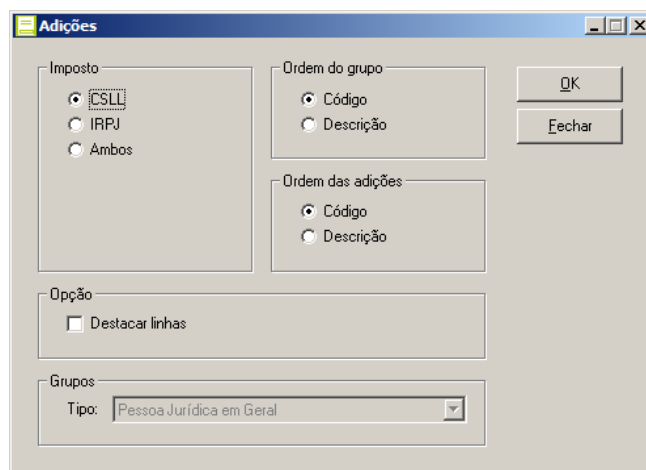 Adições
Imposto
CSLL
IRPJ
Ambos
Ordem do grupo
Código
Descrição
Ordem das adições
Código
Descrição
OK
Fechar
Opção
Destacar linhas
Grupos
Tipo: Pessoa Jurídica em Geral